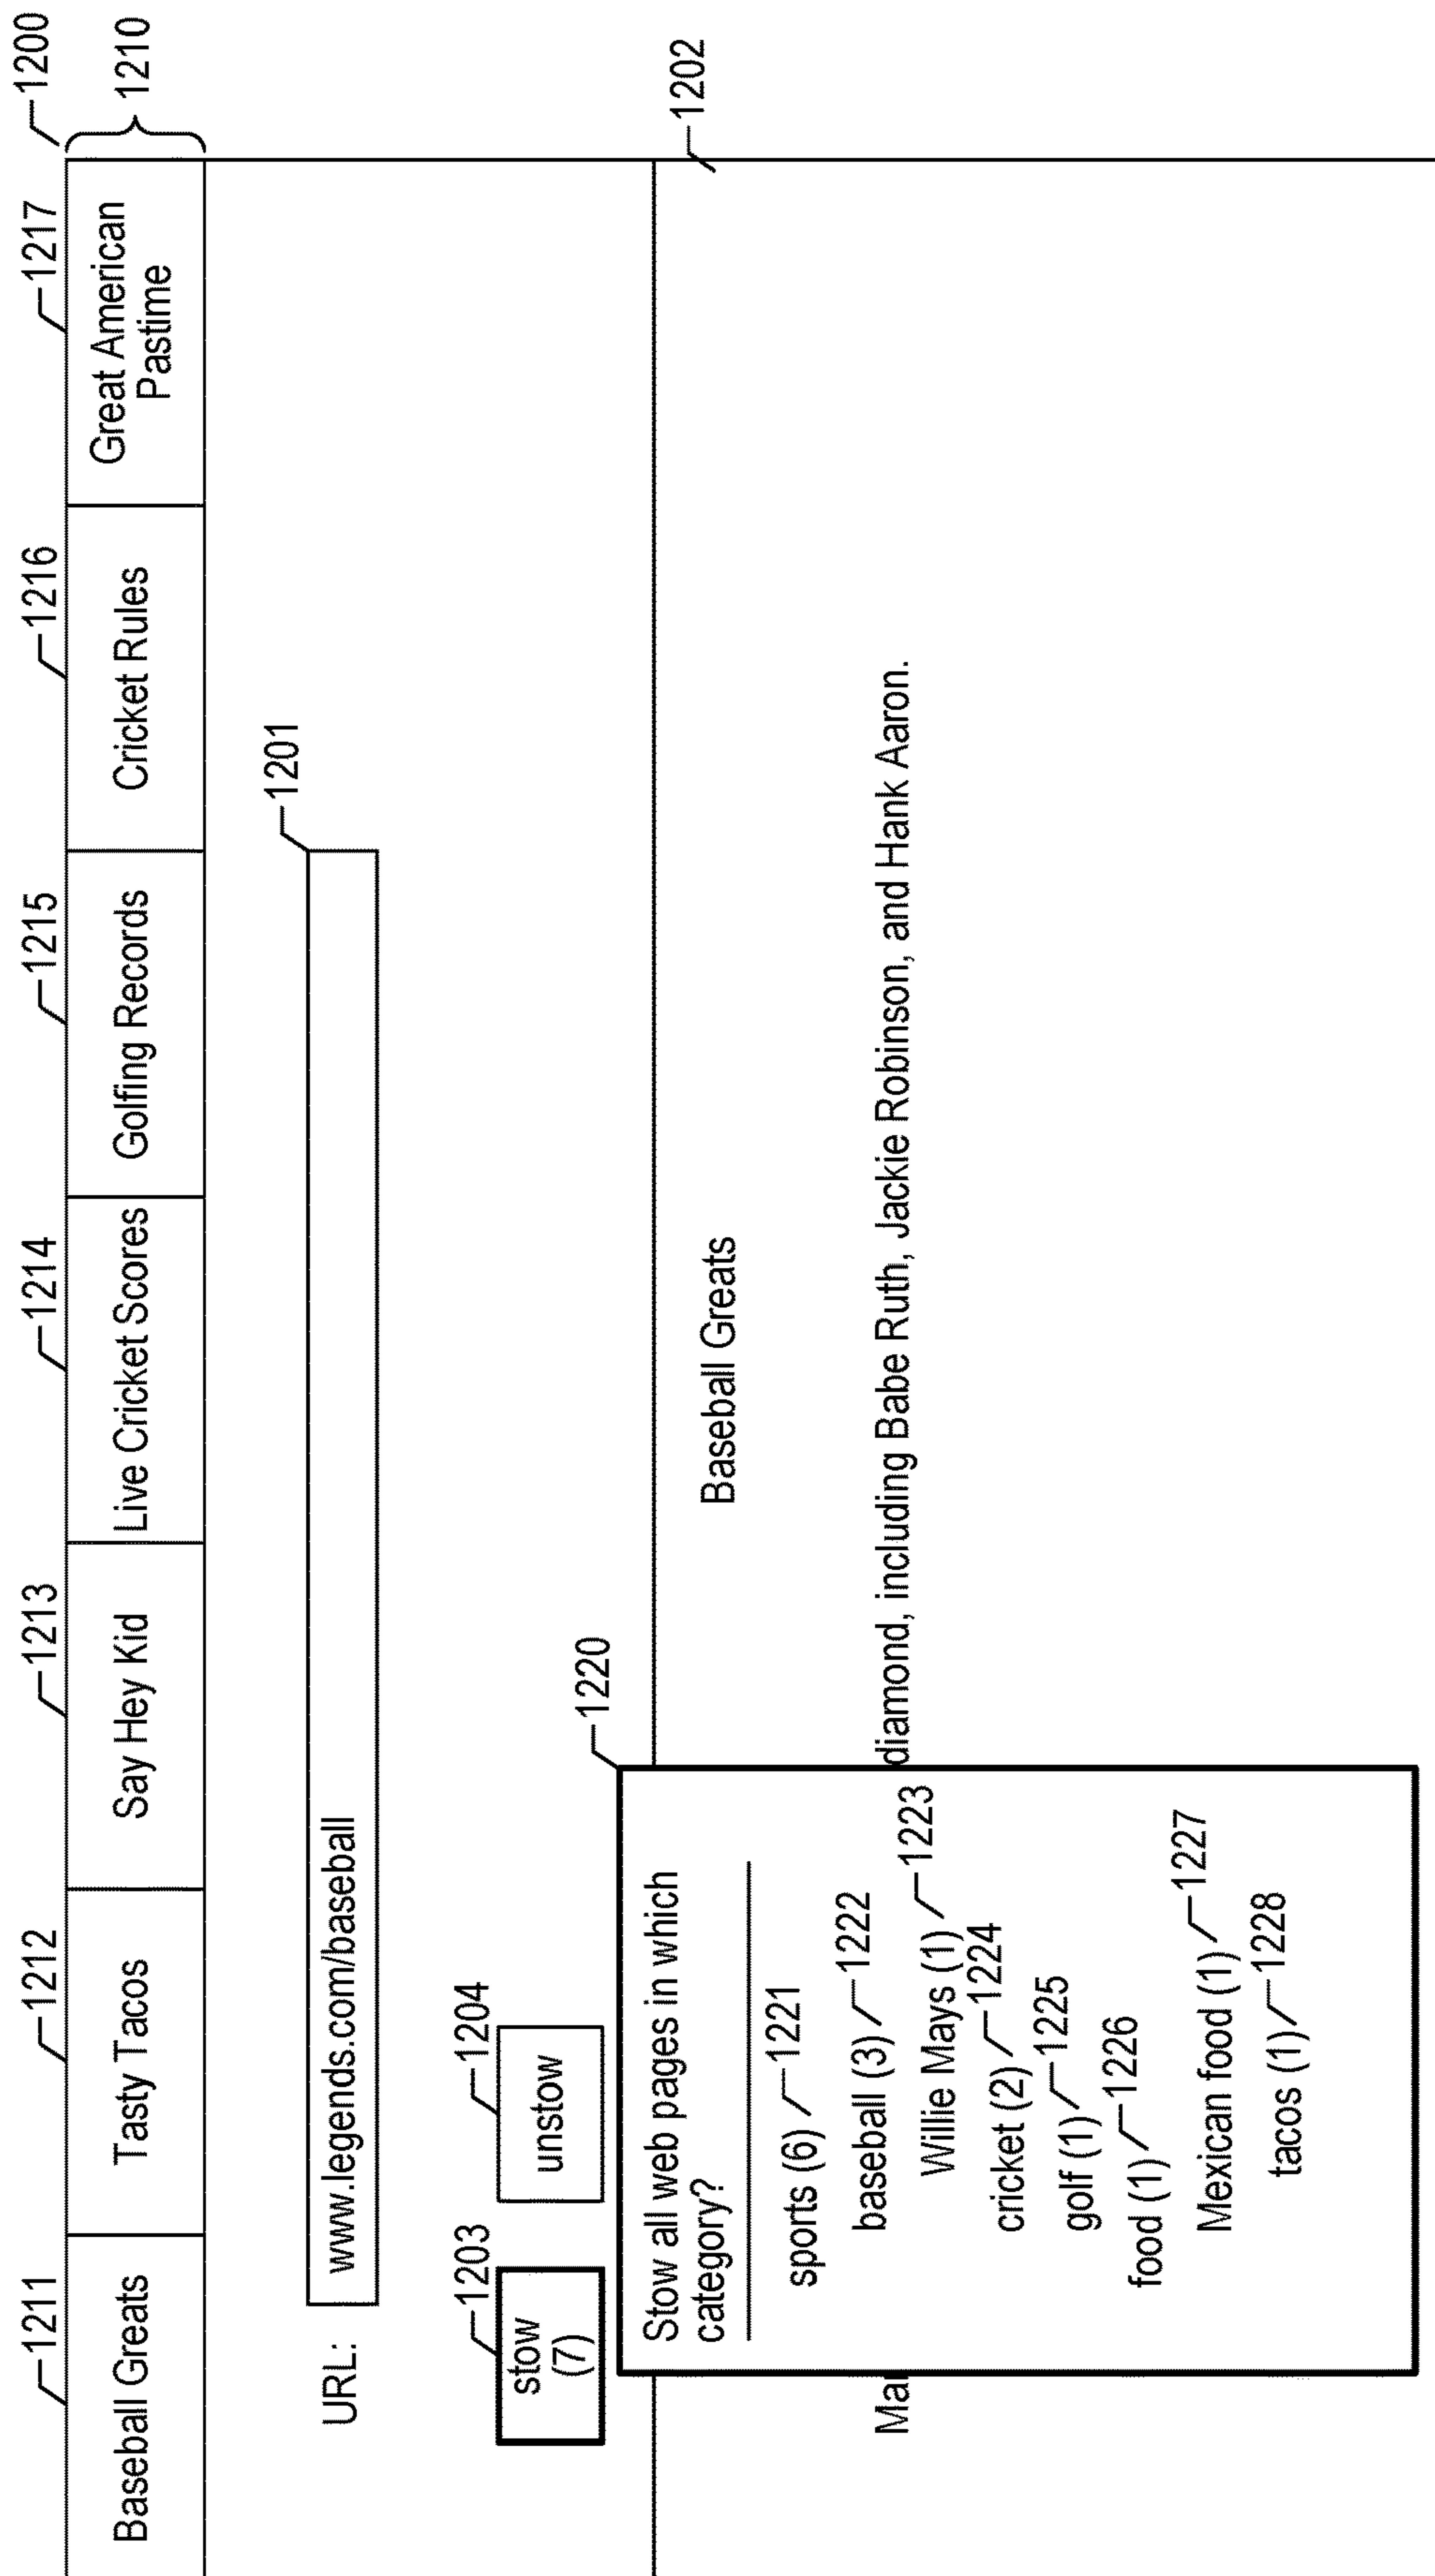 1200
1210
1211
1212
1213
1214
1215
1216
1217
Baseball Greats
Tasty Tacos
Say Hey Kid
Live Cricket Scores
Golfing Records
Cricket Rules
Great American
Pastime
1201
URL:
www.legends.com/baseball
1203
1204
stow
(7)
unstow
1220
1202
Stow all web pages in which
category?
sports (6) 1221
baseball (3) 1222
Willie Mays (1) 1223
cricket (2) 1224
golf (1) 1225
food (1) 1226
Mexican food (1) 1227
tacos (1) 1228
Baseball Greats
Ma
diamond, including Babe Ruth, Jackie Robinson, and Hank Aaron.